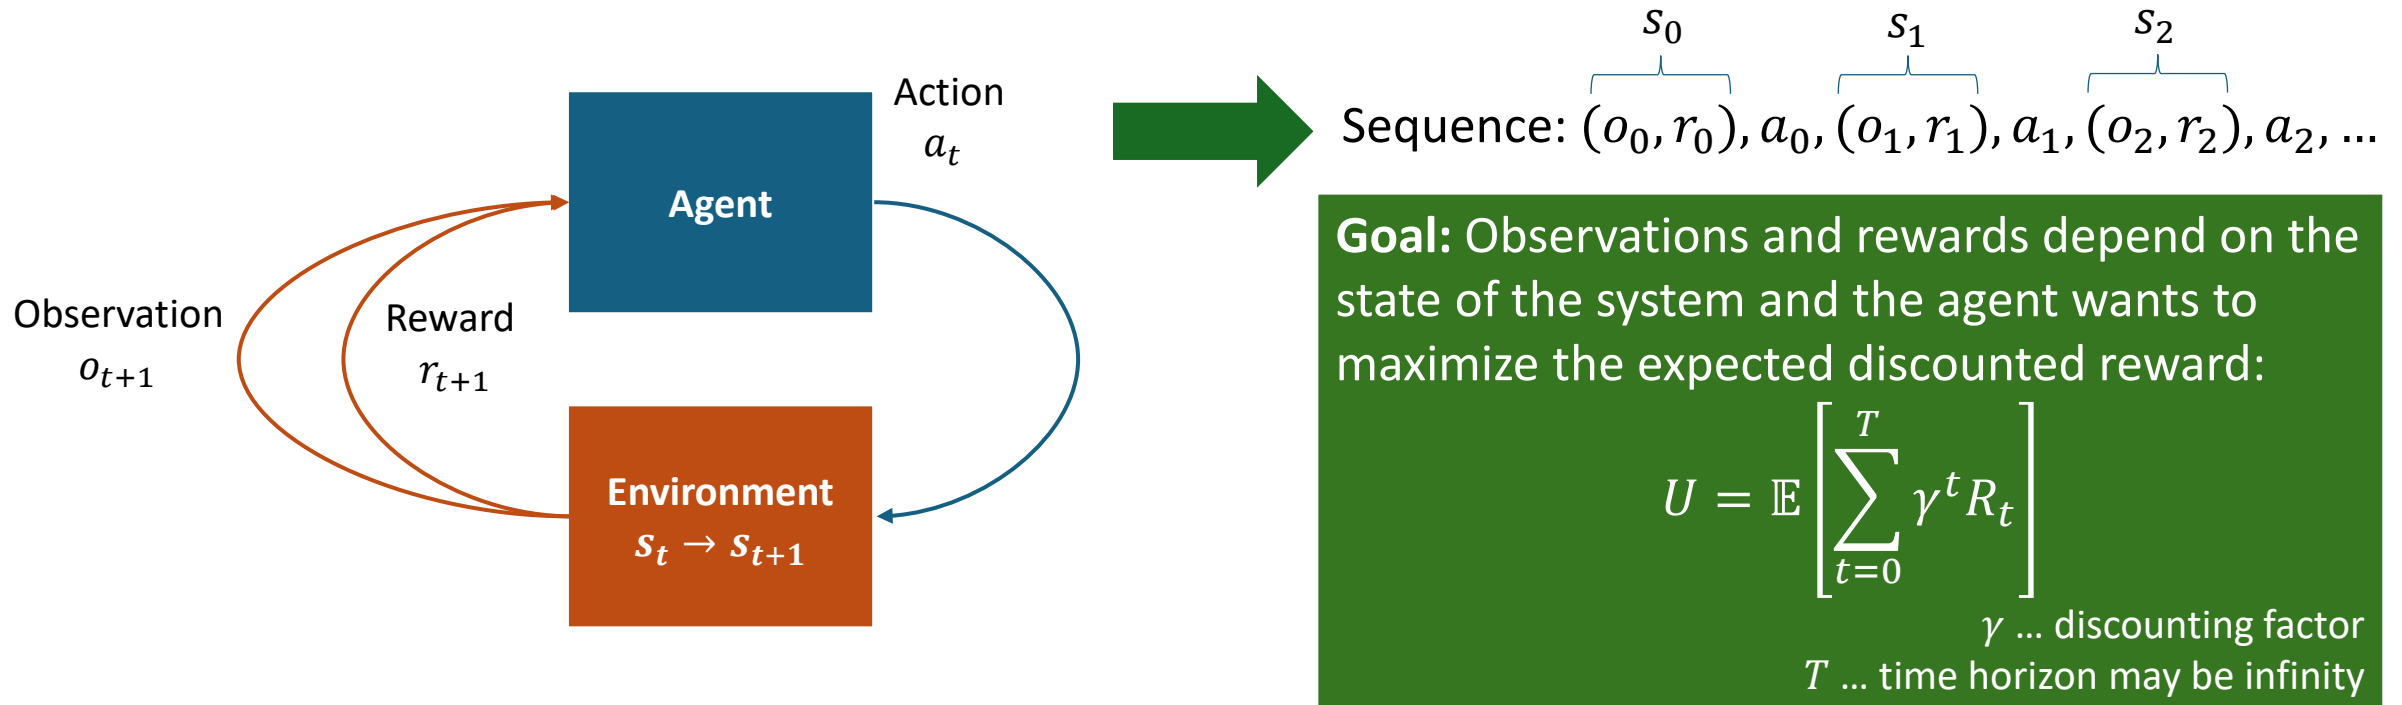 Action
a_t
Agent
Observation
o_{t+1}
Reward
r_{t+1}
Environment
s_t → s_{t+1}
s_0 s_1 s_2
Sequence: (o_0, r_0), a_0, (o_1, r_1), a_1, (o_2, r_2), a_2, …
Goal: Observations and rewards depend on the
state of the system and the agent wants to
maximize the expected discounted reward:
U = 𝔼[∑_{t=0}^{T} γ^t R_t]
γ … discounting factor
T … time horizon may be infinity